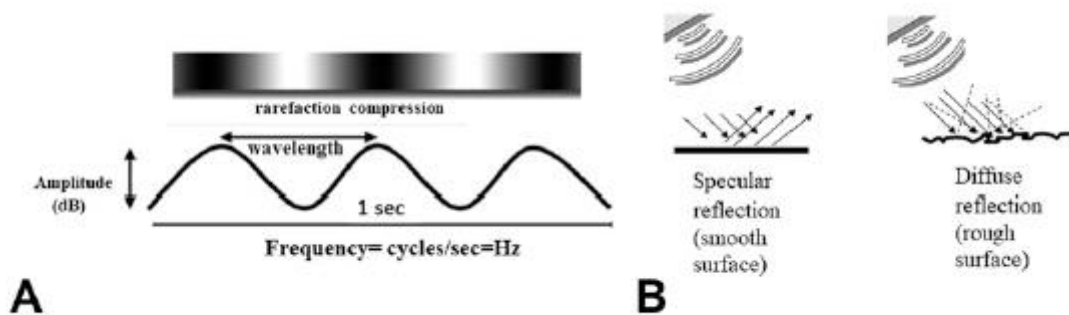 rarefaction compression
wavelength
Amplitude
(dB)
1 sec
Frequency= cycles/sec=Hz
A
Specular
reflection
(smooth
surface)
Diffuse
reflection
(rough
surface)
B